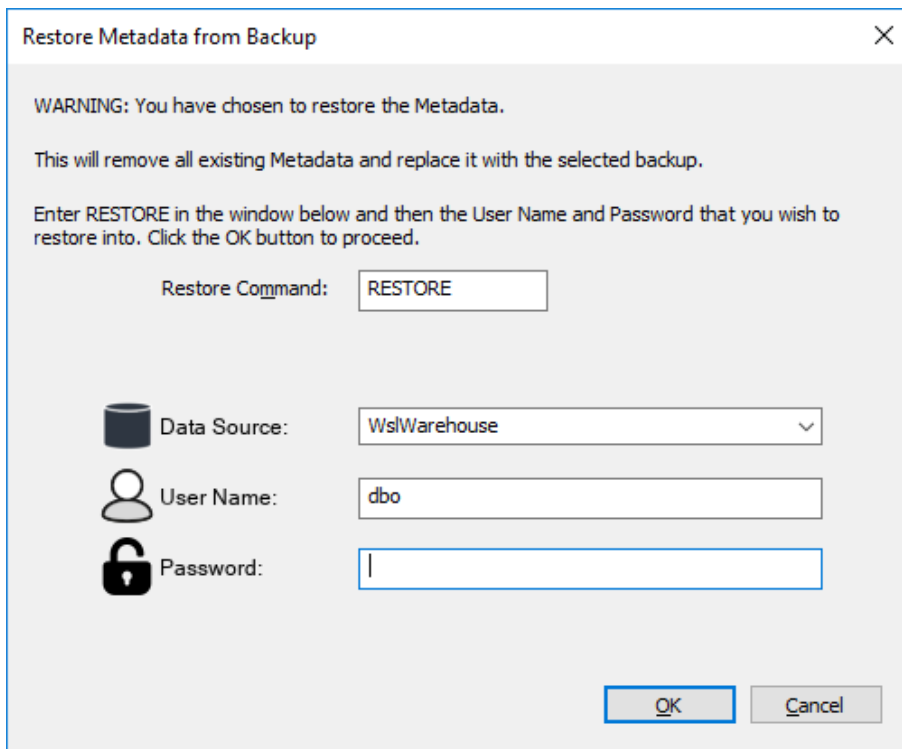 Restore Metadata from Backup
WARNING: You have chosen to restore the Metadata.
This will remove all existing Metadata and replace it with the selected backup.
Enter RESTORE in the window below and then the User Name and Password that you wish to
restore into. Click the OK button to proceed.
Restore Command: RESTORE
Data Source: WslWarehouse
User Name: dbo
Password:
OK Cancel